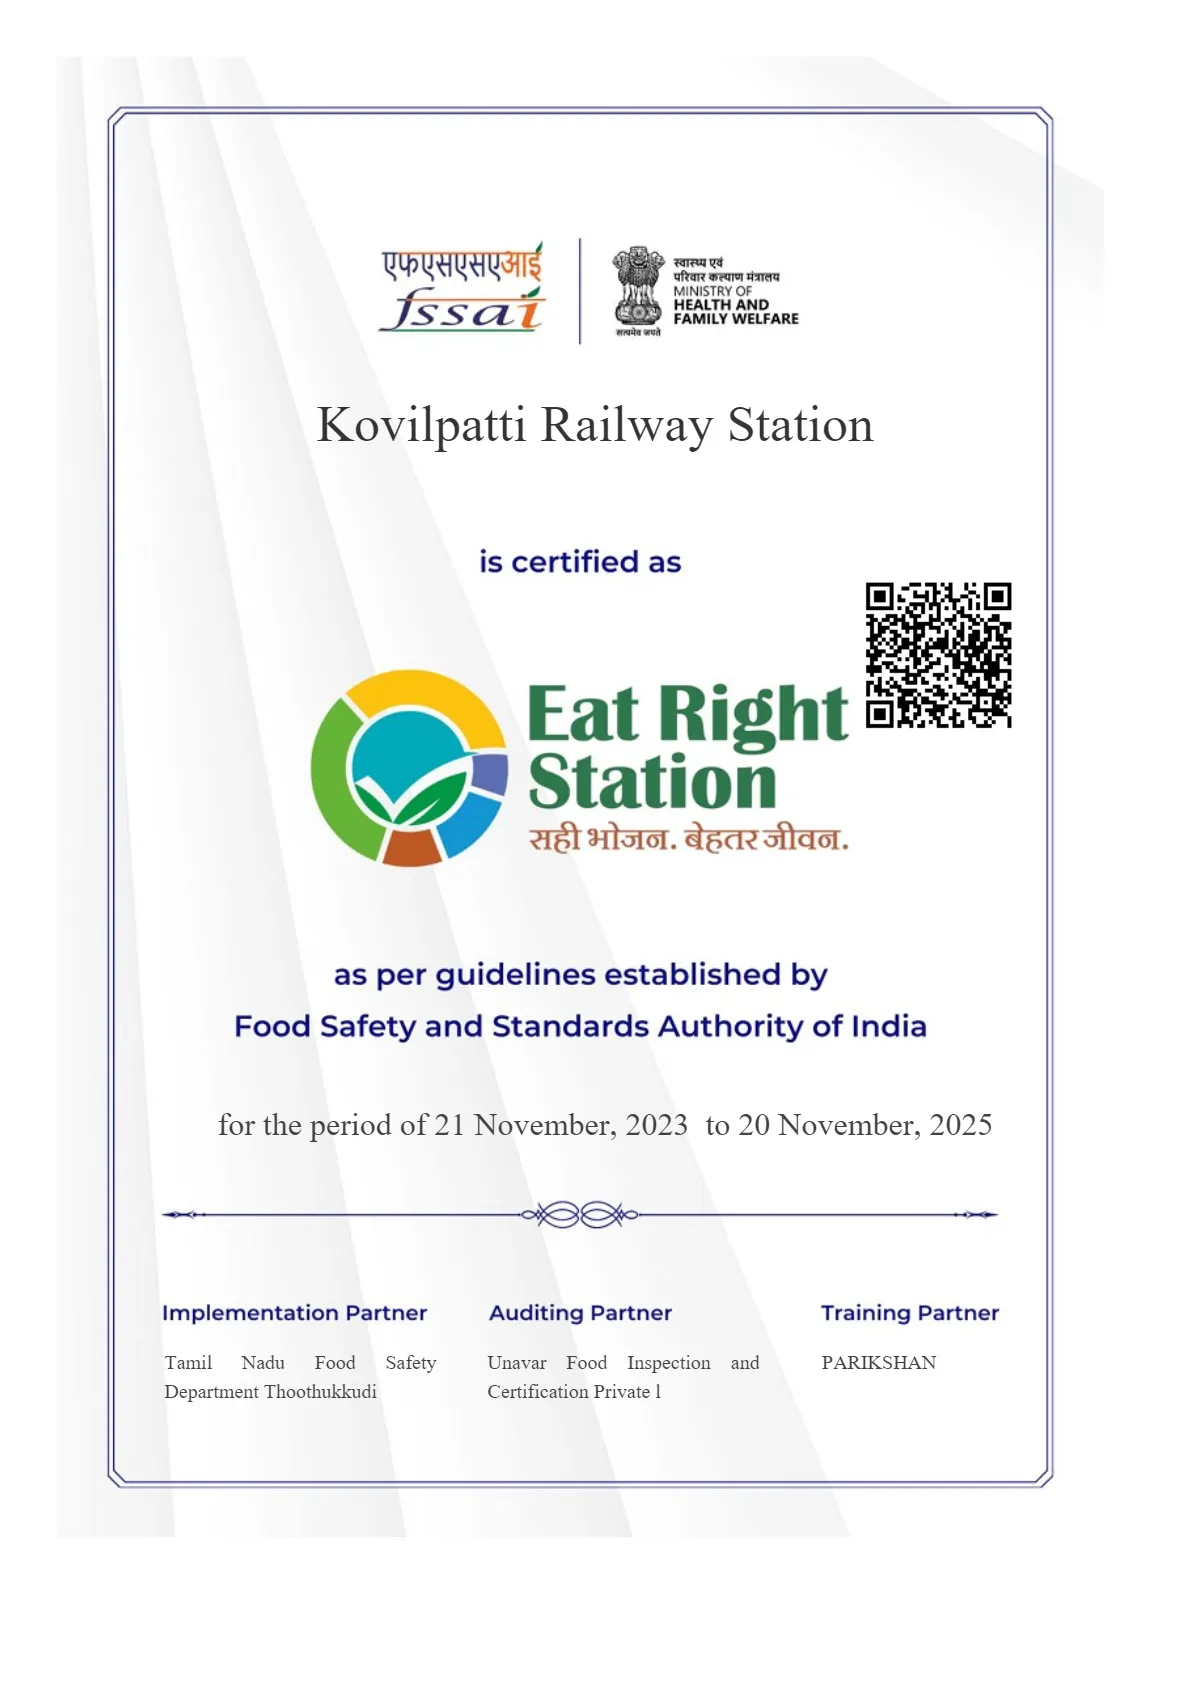 एफएसएसएआई
fssai
स्वास्थ्य एवं
परिवार कल्याण मंत्रालय
MINISTRY OF
HEALTH AND
FAMILY WELFARE
सत्यमेव जयते
Kovilpatti Railway Station
is certified as
Eat Right
Station
सही भोजन. बेहतर जीवन.
as per guidelines established by
Food Safety and Standards Authority of India
for the period of 21 November, 2023 to 20 November, 2025
Implementation Partner
Tamil Nadu Food Safety
Department Thoothukkudi
Auditing Partner
Unavar Food Inspection and
Certification Private l
Training Partner
PARIKSHAN